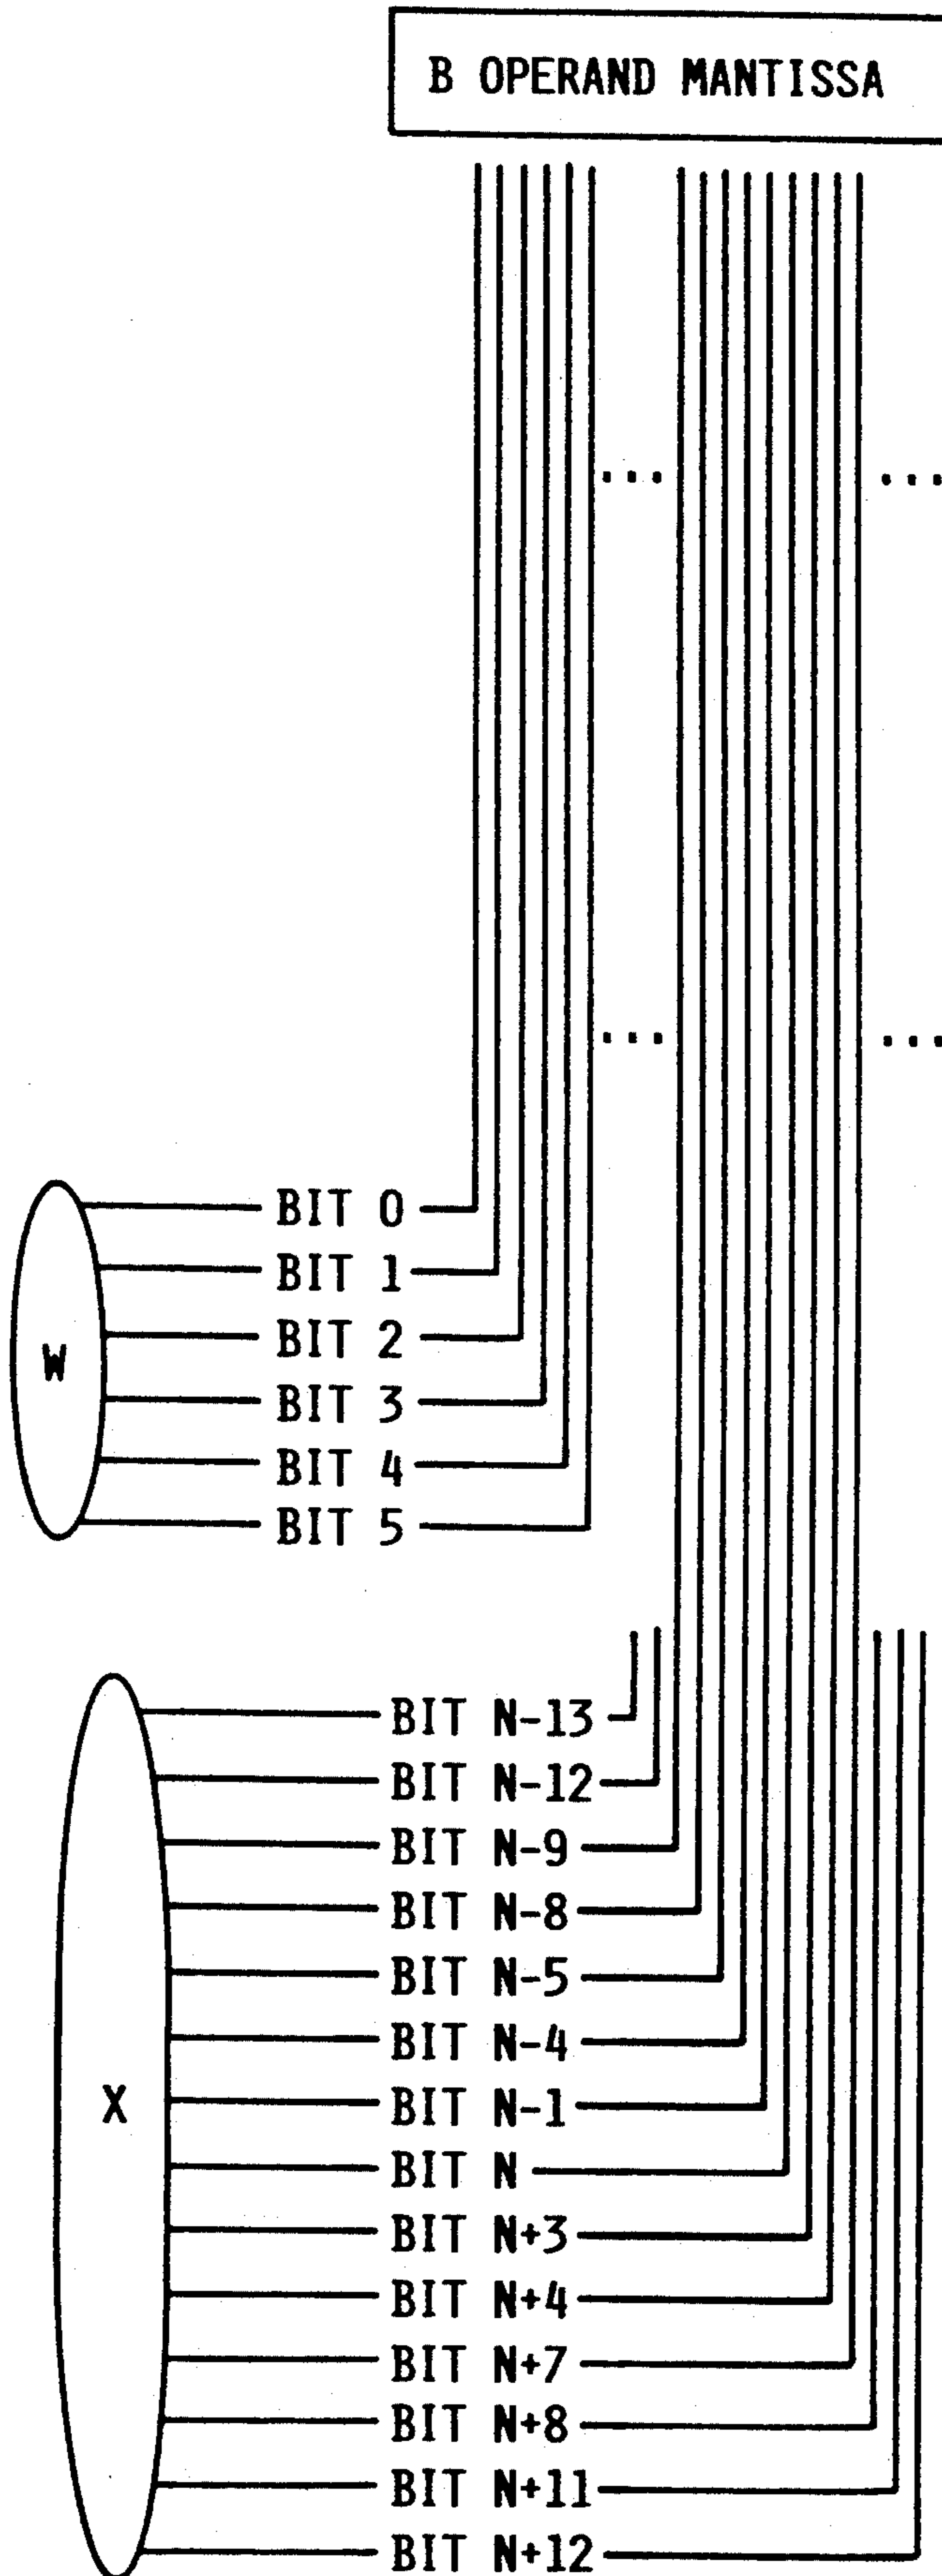 B OPERAND MANTISSA
... ...
... ...
BIT 0
BIT 1
BIT 2
W
BIT 3
BIT 4
BIT 5
BIT N-13
BIT N-12
BIT N-9
BIT N-8
BIT N-5
BIT N-4
X
BIT N-1
BIT N
BIT N+3
BIT N+4
BIT N+7
BIT N+8
BIT N+11
BIT N+12